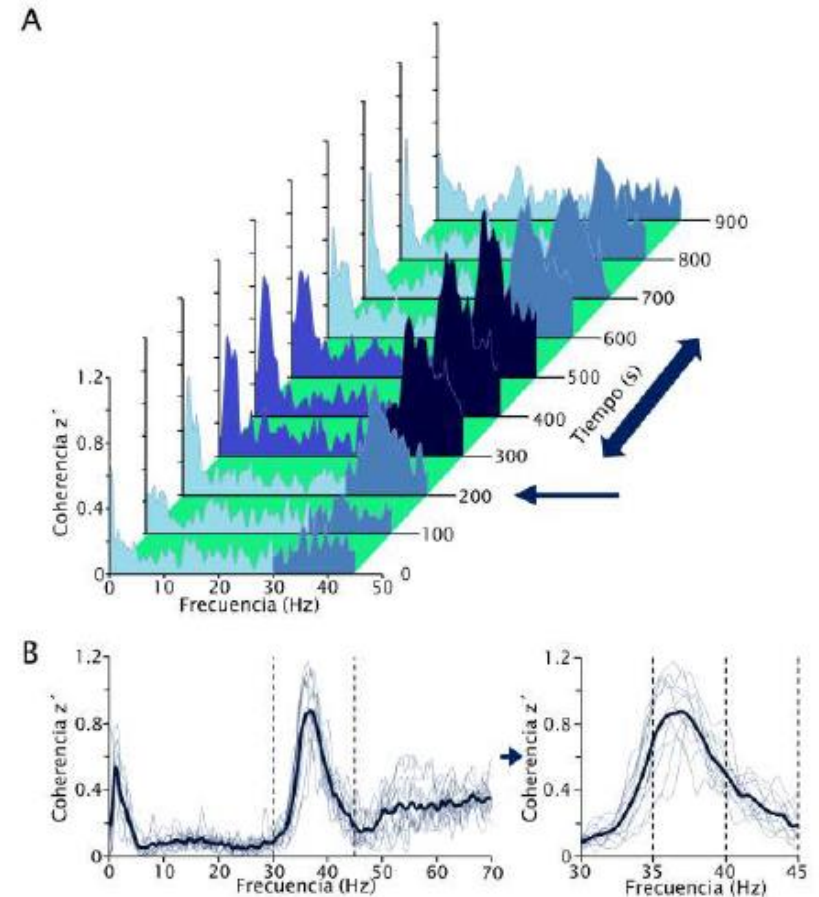 A
900
800
700
600
500
400
300
200
100
0
Tiempo (s)
1.2
0.8
0.4
0
Coherencia z´
0 10 20 30 40 50
Frecuencia (Hz)
B
1.2
0.8
0.4
0
Coherencia z´
0 10 20 30 40 50 60 70
Frecuencia (Hz)
1.2
0.8
0.4
0
Coherencia z´
30 35 40 45
Frecuencia (Hz)